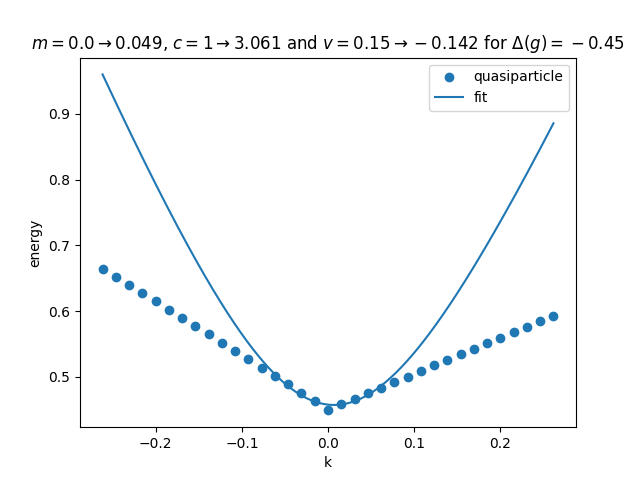 m = 0.0 → 0.049, c = 1 → 3.061 and v = 0.15 → − 0.142 for Δ(g) = − 0.45
quasiparticle
fit
0.9
0.8
0.7
0.6
0.5
energy
−0.2 −0.1 0.0 0.1 0.2
k